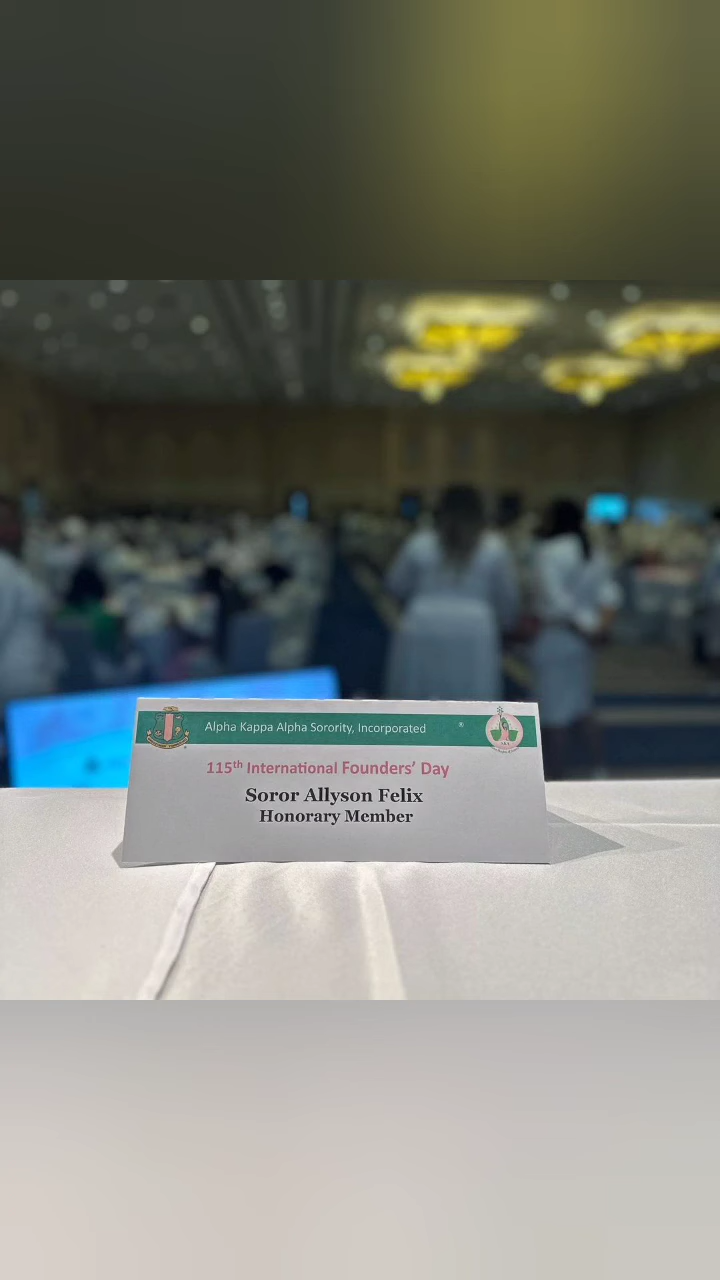 Alpha Kappa Alpha Sorority, Incorporated ®
115th International Founders' Day
Soror Allyson Felix
Honorary Member